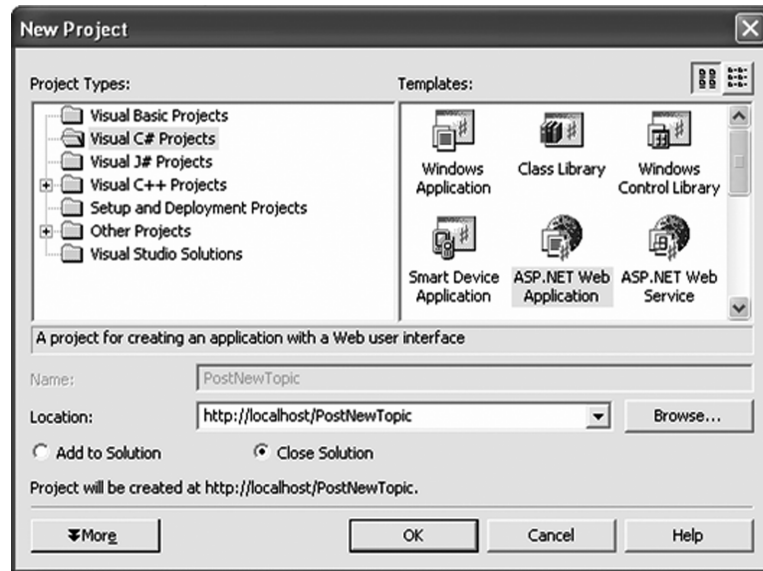 New Project
Project Types:
Templates:
Visual Basic Projects
Visual C# Projects
Visual J# Projects
Visual C++ Projects
Setup and Deployment Projects
Other Projects
Visual Studio Solutions
Windows Application
Class Library
Windows Control Library
Smart Device Application
ASP.NET Web Application
ASP.NET Web Service
A project for creating an application with a Web user interface
Name:
PostNewTopic
Location:
http://localhost/PostNewTopic
Browse...
Add to Solution
Close Solution
Project will be created at http://localhost/PostNewTopic.
More
OK
Cancel
Help